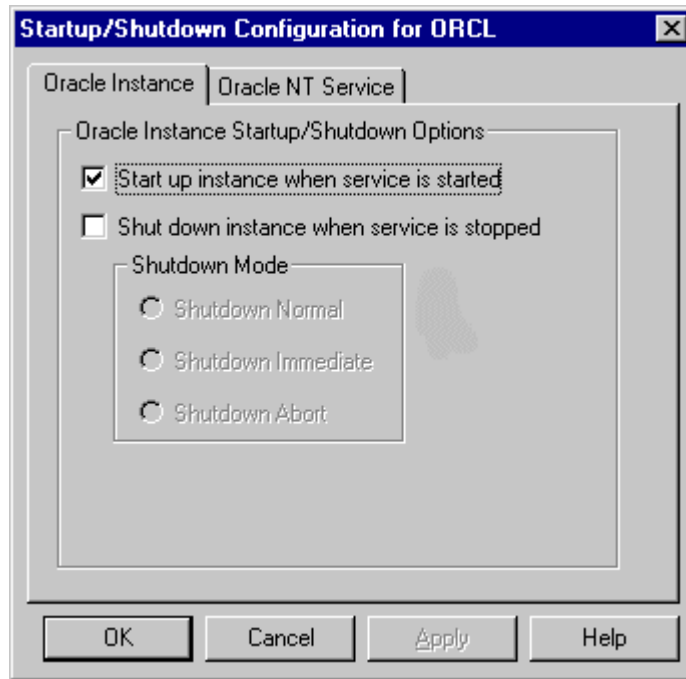 Startup/Shutdown Configuration for ORCL
Oracle Instance
Oracle NT Service
Oracle Instance Startup/Shutdown Options
Start up instance when service is started
Shut down instance when service is stopped
Shutdown Mode
Shutdown Normal
Shutdown Immediate
Shutdown Abort
OK
Cancel
Apply
Help